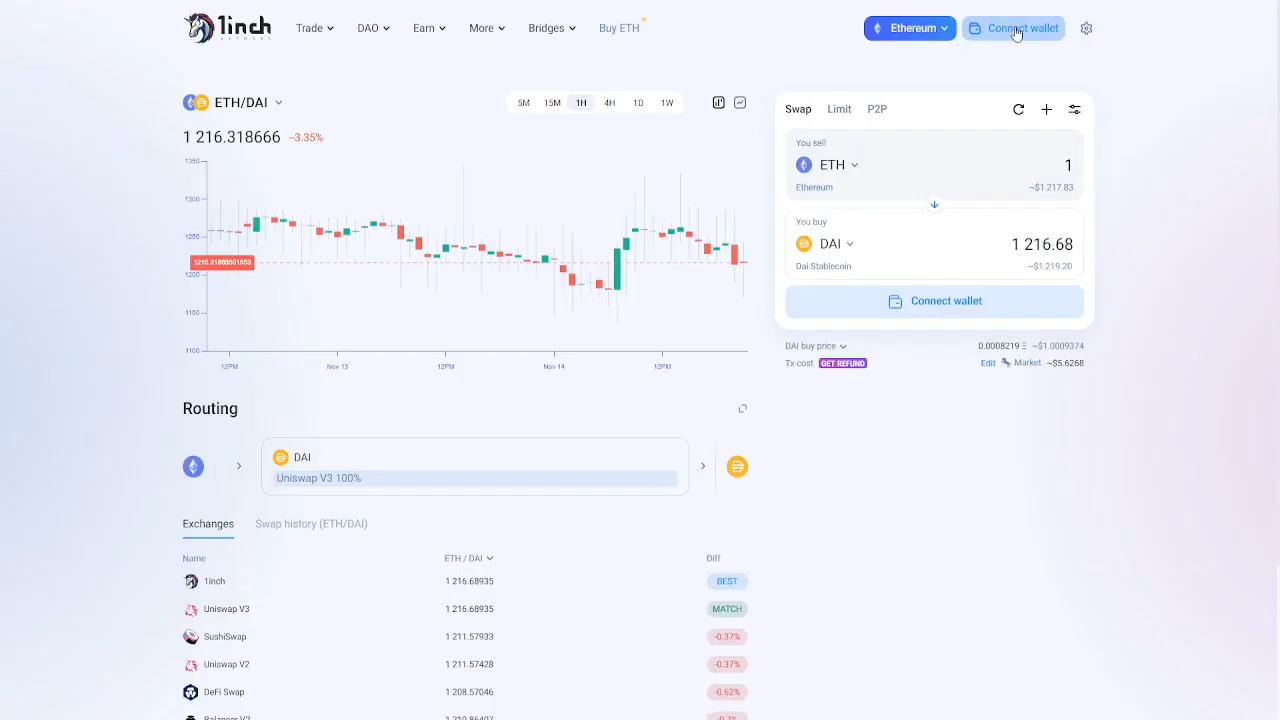 1inch
NETWORK
Trade
DAO
Earn
More
Bridges
Buy ETH
Ethereum
Connect wallet
ETH/DAI
5M 15M 1H 4H 1D 1W
1 216.318666 –3.35%
1350
1300
1250
1200
1150
1100
12PM Nov 13 12PM Nov 14 12PM
Swap Limit P2P
You sell
ETH 1
Ethereum ~$1 217.83
You buy
DAI 1 216.68
Dai Stablecoin ~$1 219.20
Connect wallet
DAI buy price 0.0008219 Ξ ~$1.0009374
Tx cost GET REFUND Edit Market ~$5.6268
Routing
DAI
Uniswap V3 100%
Exchanges Swap history (ETH/DAI)
Name ETH / DAI Diff
1inch 1 216.68935 BEST
Uniswap V3 1 216.68935 MATCH
SushiSwap 1 211.57933 -0.37%
Uniswap V2 1 211.57428 -0.37%
DeFi Swap 1 208.57046 -0.62%